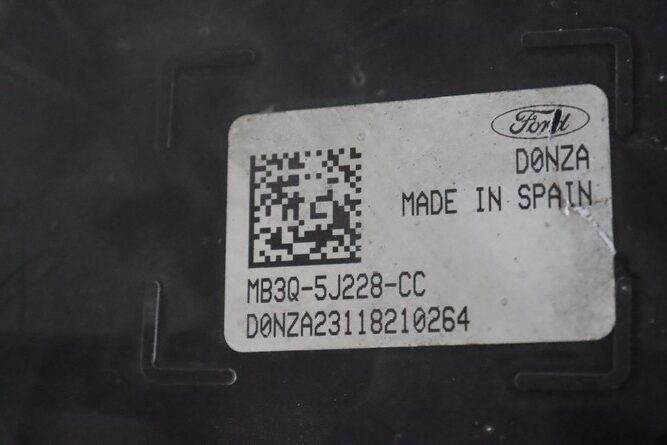 Ford
D0NZA
MADE IN SPAIN
MB3Q-5J228-CC
D0NZA23118210264